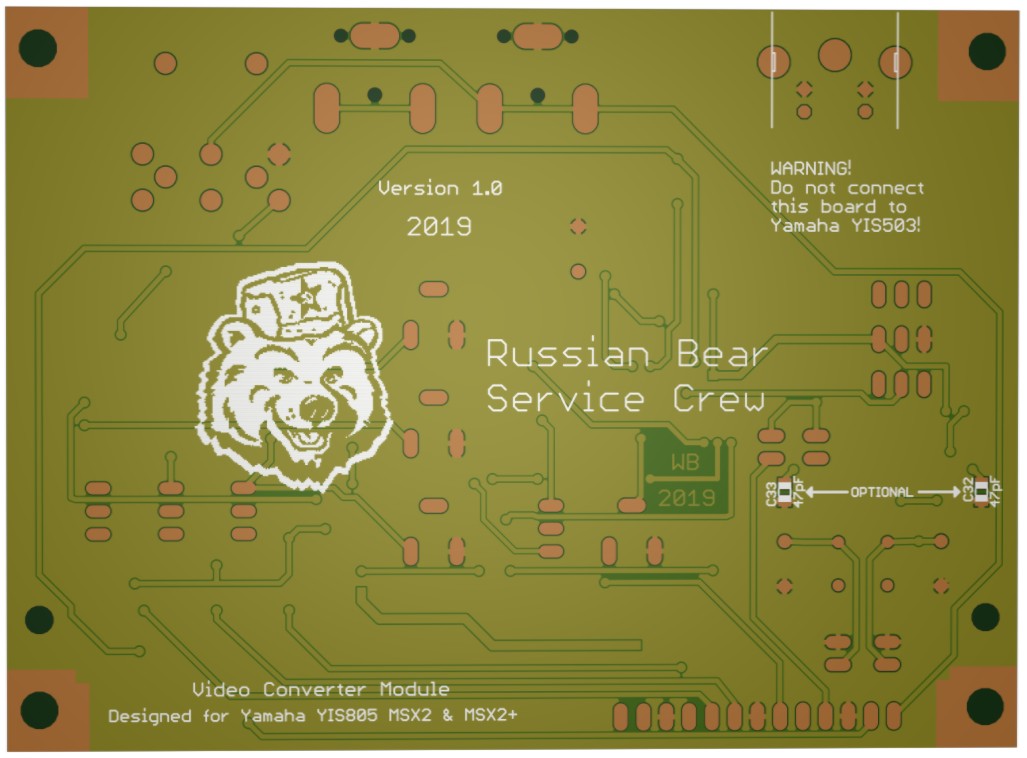 Version 1.0
2019
WARNING!
Do not connect
this board to
Yamaha YIS503!
Russian Bear
Service Crew
WB
2019
C33
47pF
OPTIONAL
C32
47pF
Video Converter Module
Designed for Yamaha YIS805 MSX2 & MSX2+